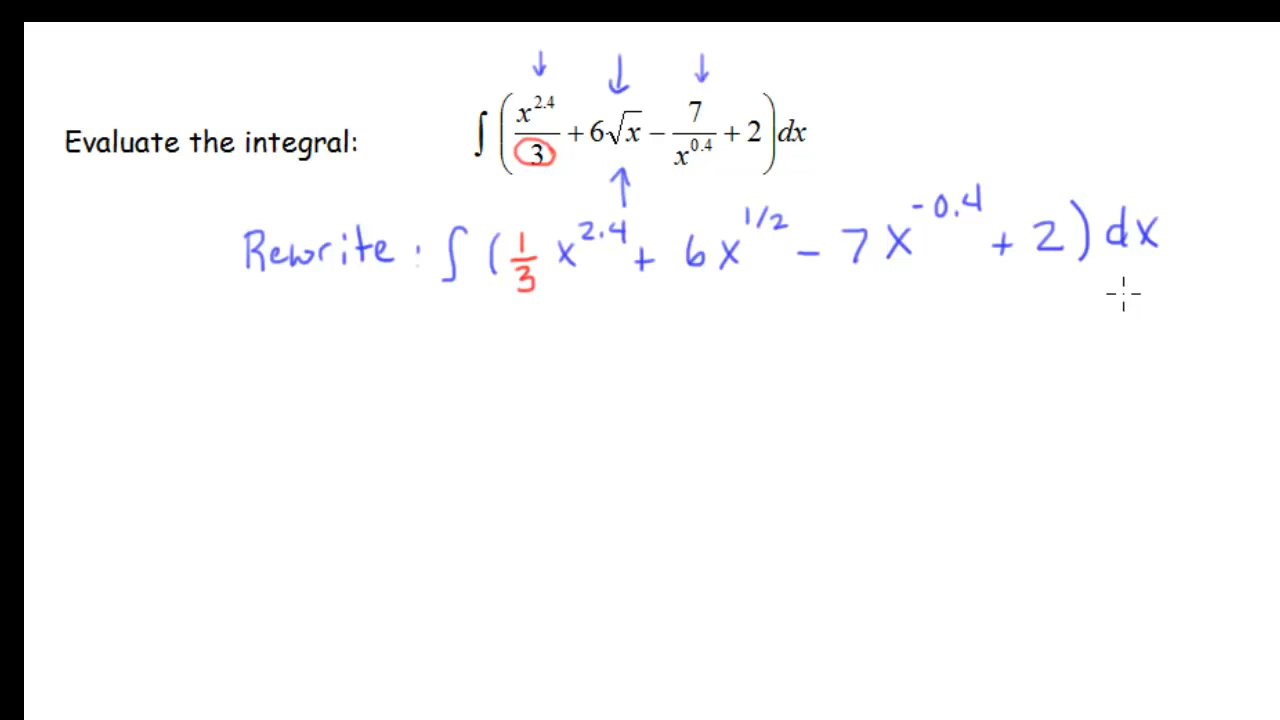 Evaluate the integral: ∫ (x^2.4/3 + 6√x − 7/x^0.4 + 2) dx
Rewrite : ∫ (1/3 x^2.4 + 6x^1/2 − 7x^-0.4 + 2) dx